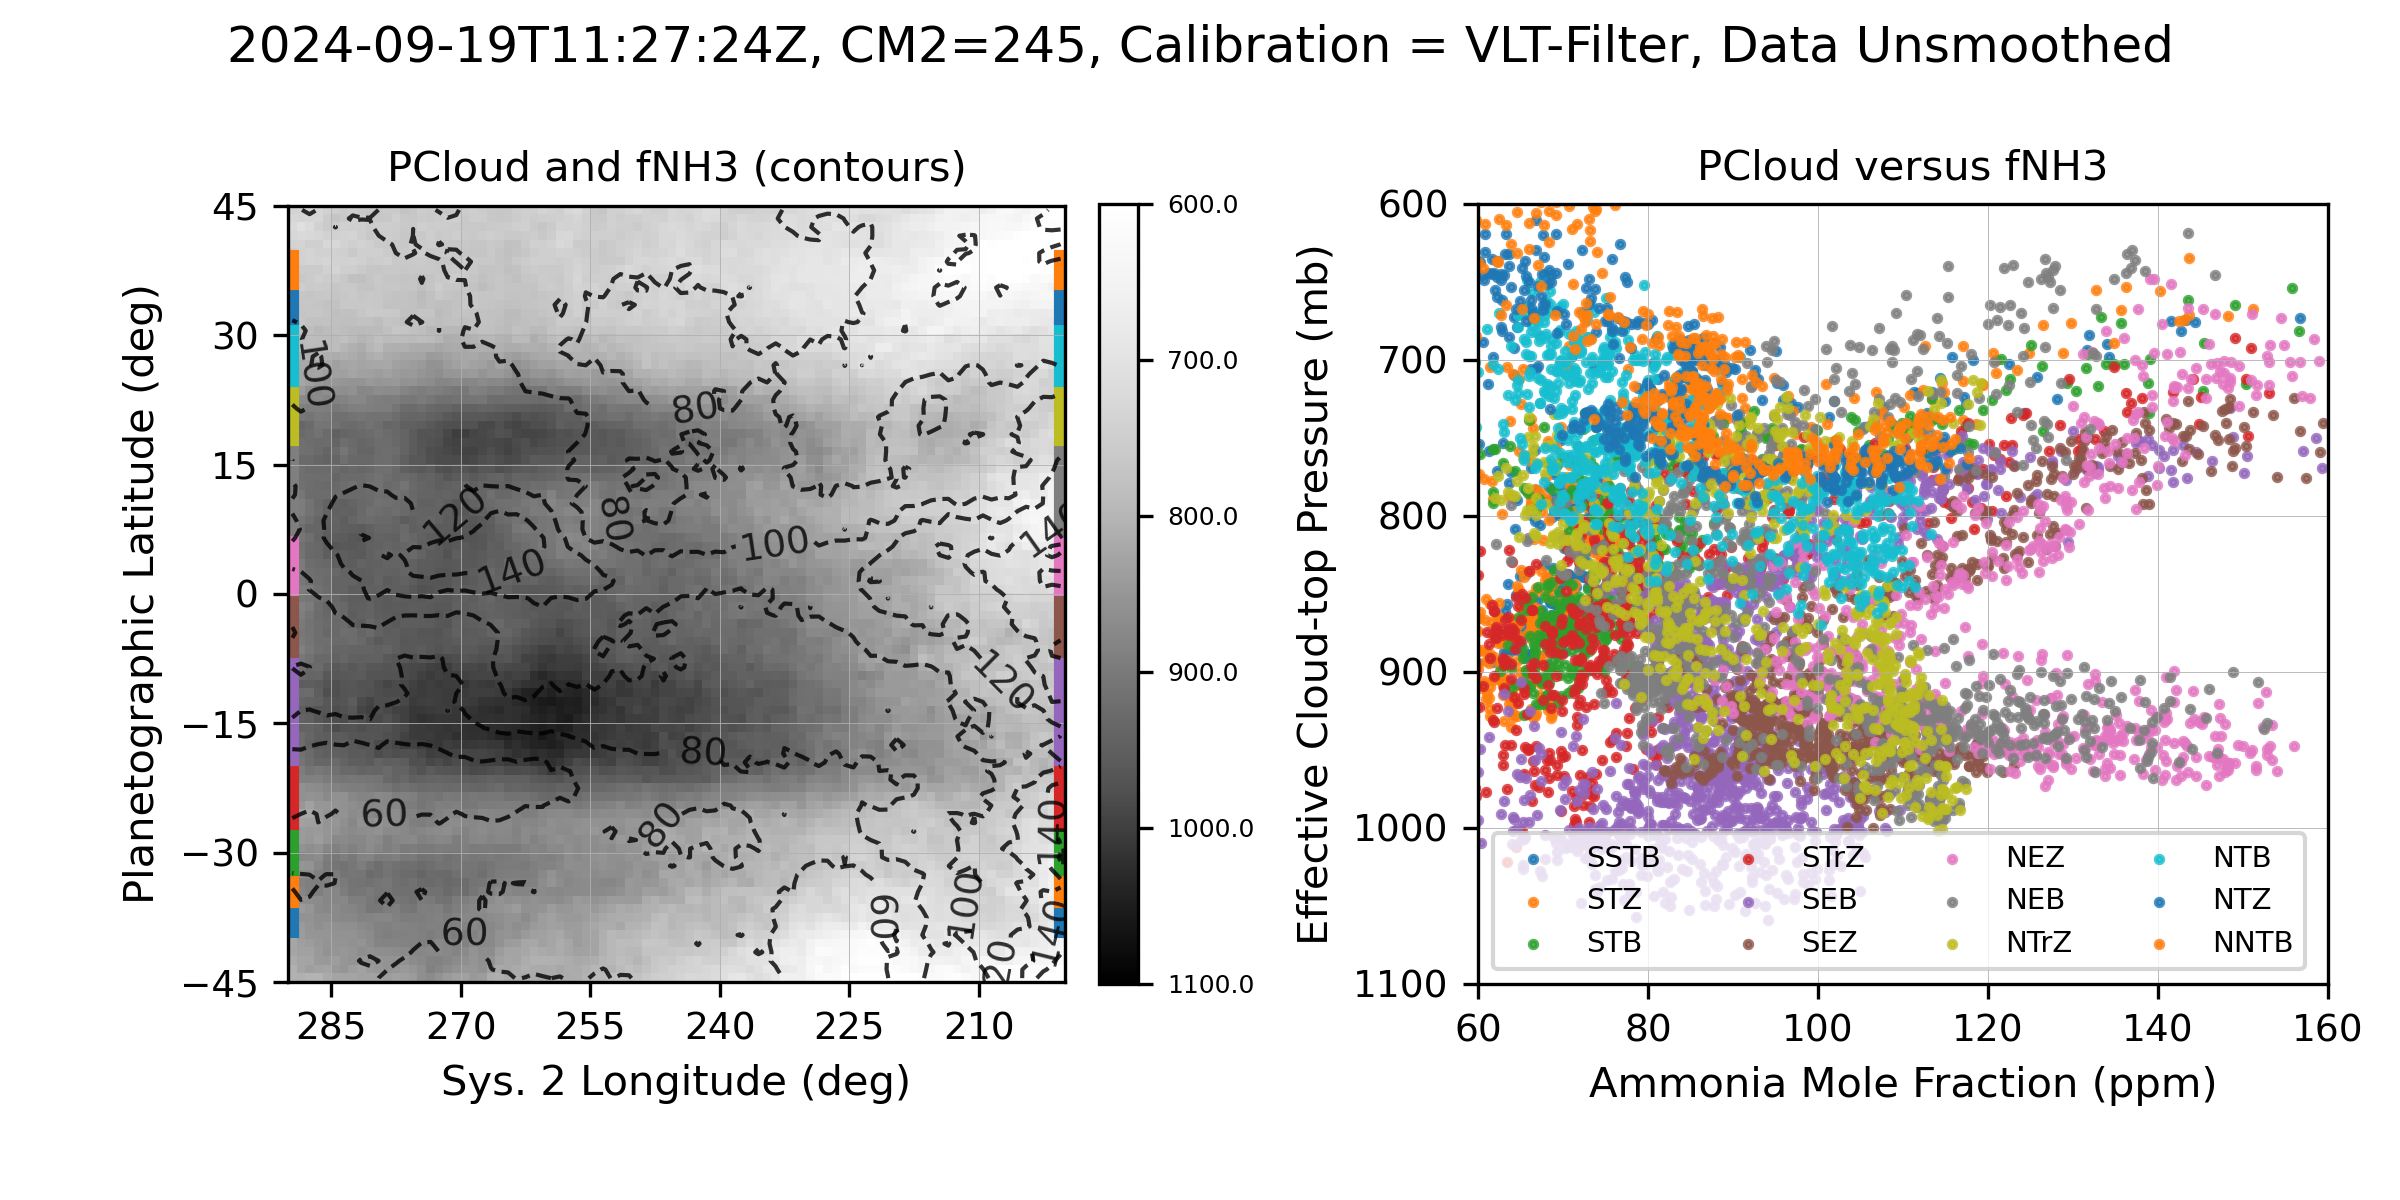 2024-09-19T11:27:24Z, CM2=245, Calibration = VLT-Filter, Data Unsmoothed
PCloud and fNH3 (contours)
Planetographic Latitude (deg)
45
30
15
0
−15
−30
−45
285
270
255
240
225
210
Sys. 2 Longitude (deg)
100
80
120
80
100
140
140
120
80
60
80
140
60
60
100
20
140
600.0
700.0
800.0
900.0
1000.0
1100.0
PCloud versus fNH3
Effective Cloud-top Pressure (mb)
600
700
800
900
1000
1100
SSTB
STZ
STB
STrZ
SEB
SEZ
NEZ
NEB
NTrZ
NTB
NTZ
NNTB
60
80
100
120
140
160
Ammonia Mole Fraction (ppm)